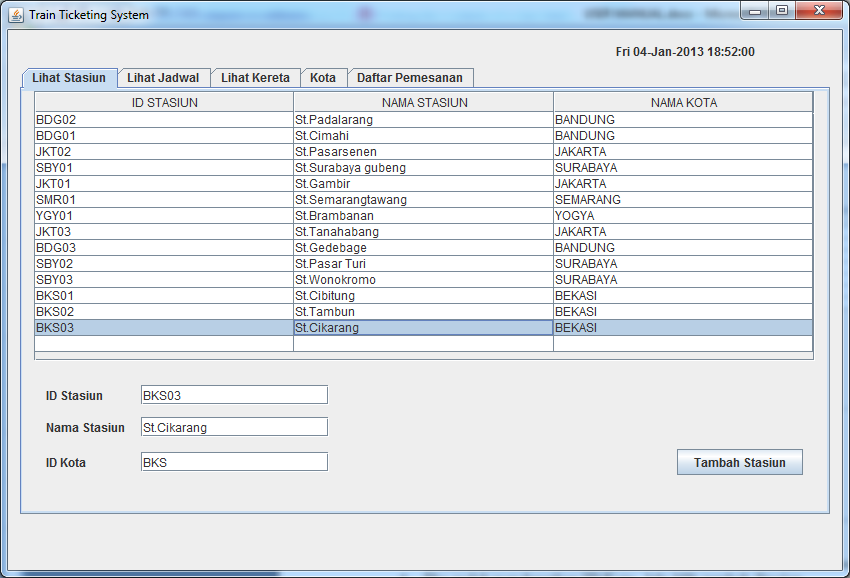 Train Ticketing System
Fri 04-Jan-2013 18:52:00
Lihat Stasiun Lihat Jadwal Lihat Kereta Kota Daftar Pemesanan
ID STASIUN NAMA STASIUN NAMA KOTA
BDG02 St.Padalarang BANDUNG
BDG01 St.Cimahi BANDUNG
JKT02 St.Pasarsenen JAKARTA
SBY01 St.Surabaya gubeng SURABAYA
JKT01 St.Gambir JAKARTA
SMR01 St.Semarangtawang SEMARANG
YGY01 St.Brambanan YOGYA
JKT03 St.Tanahabang JAKARTA
BDG03 St.Gedebage BANDUNG
SBY02 St.Pasar Turi SURABAYA
SBY03 St.Wonokromo SURABAYA
BKS01 St.Cibitung BEKASI
BKS02 St.Tambun BEKASI
BKS03 St.Cikarang BEKASI
ID Stasiun BKS03
Nama Stasiun St.Cikarang
ID Kota BKS
Tambah Stasiun